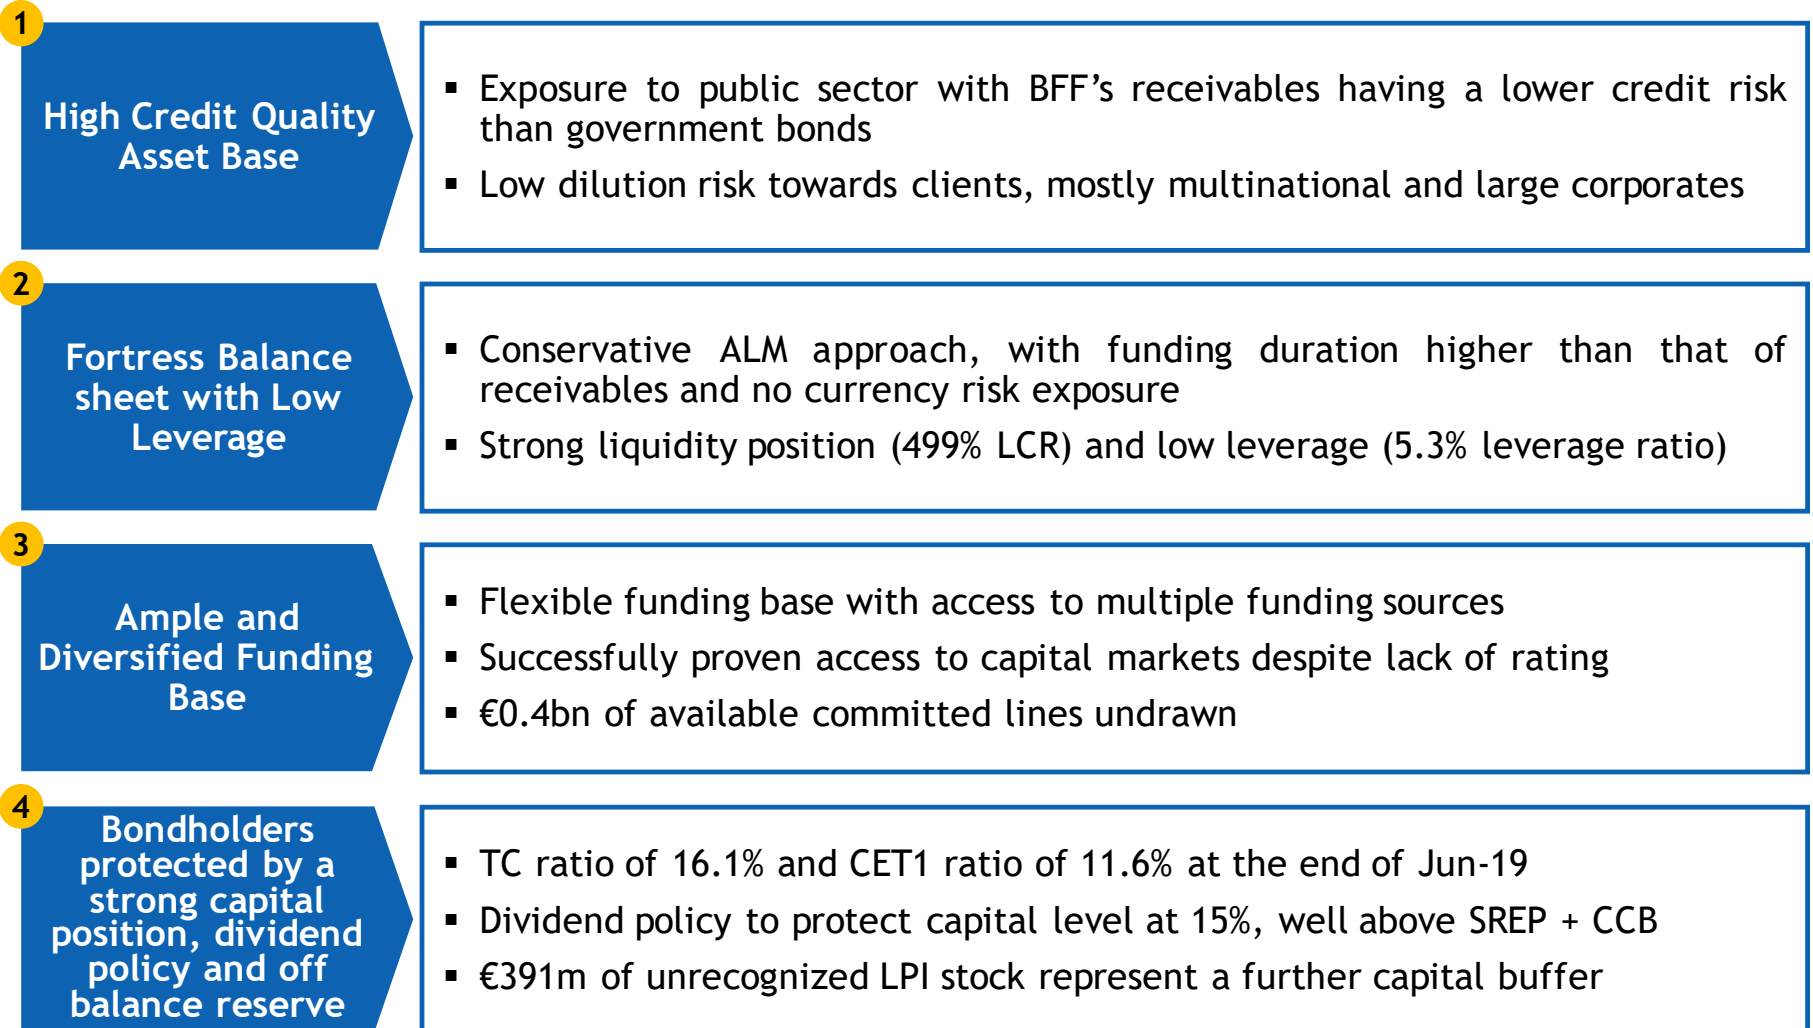 1
High Credit Quality
Asset Base
▪ Exposure to public sector with BFF’s receivables having a lower credit risk
than government bonds
▪ Low dilution risk towards clients, mostly multinational and large corporates
2
Fortress Balance
sheet with Low
Leverage
▪ Conservative ALM approach, with funding duration higher than that of
receivables and no currency risk exposure
▪ Strong liquidity position (499% LCR) and low leverage (5.3% leverage ratio)
3
Ample and
Diversified Funding
Base
▪ Flexible funding base with access to multiple funding sources
▪ Successfully proven access to capital markets despite lack of rating
▪ €0.4bn of available committed lines undrawn
4
Bondholders
protected by a
strong capital
position, dividend
policy and off
balance reserve
▪ TC ratio of 16.1% and CET1 ratio of 11.6% at the end of Jun-19
▪ Dividend policy to protect capital level at 15%, well above SREP + CCB
▪ €391m of unrecognized LPI stock represent a further capital buffer